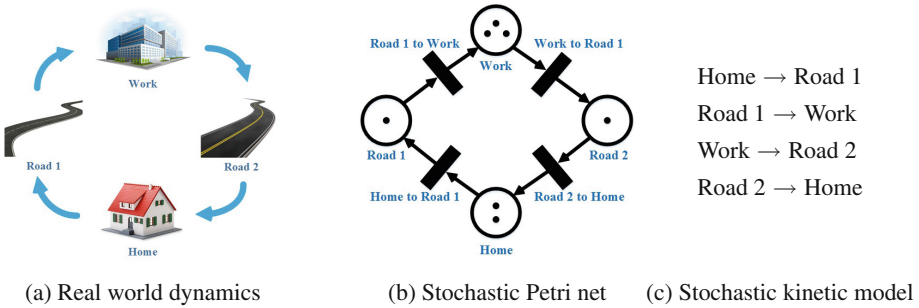 Work
Road 1
Road 2
Home
(a) Real world dynamics
Road 1 to Work
Work to Road 1
Work
Road 1
Road 2
Home to Road 1
Road 2 to Home
Home
(b) Stochastic Petri net
Home → Road 1
Road 1 → Work
Work → Road 2
Road 2 → Home
(c) Stochastic kinetic model